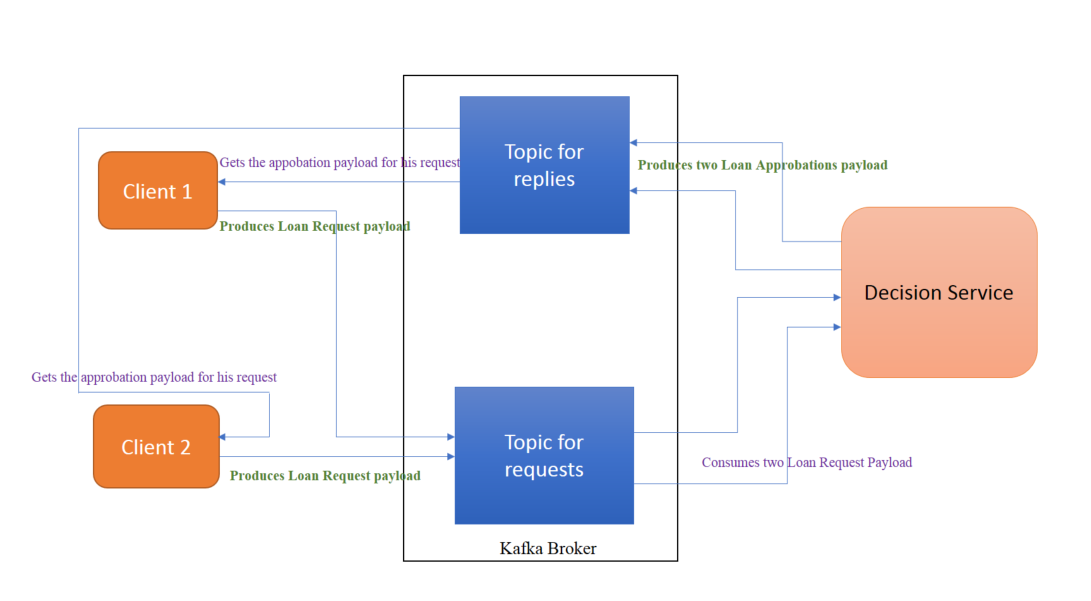 Topic for
replies
Gets the appobation payload for his request
Produces two Loan Approbations payload
Client 1
Produces Loan Request payload
Decision Service
Gets the approbation payload for his request
Client 2
Topic for
requests
Consumes two Loan Request Payload
Produces Loan Request payload
Kafka Broker